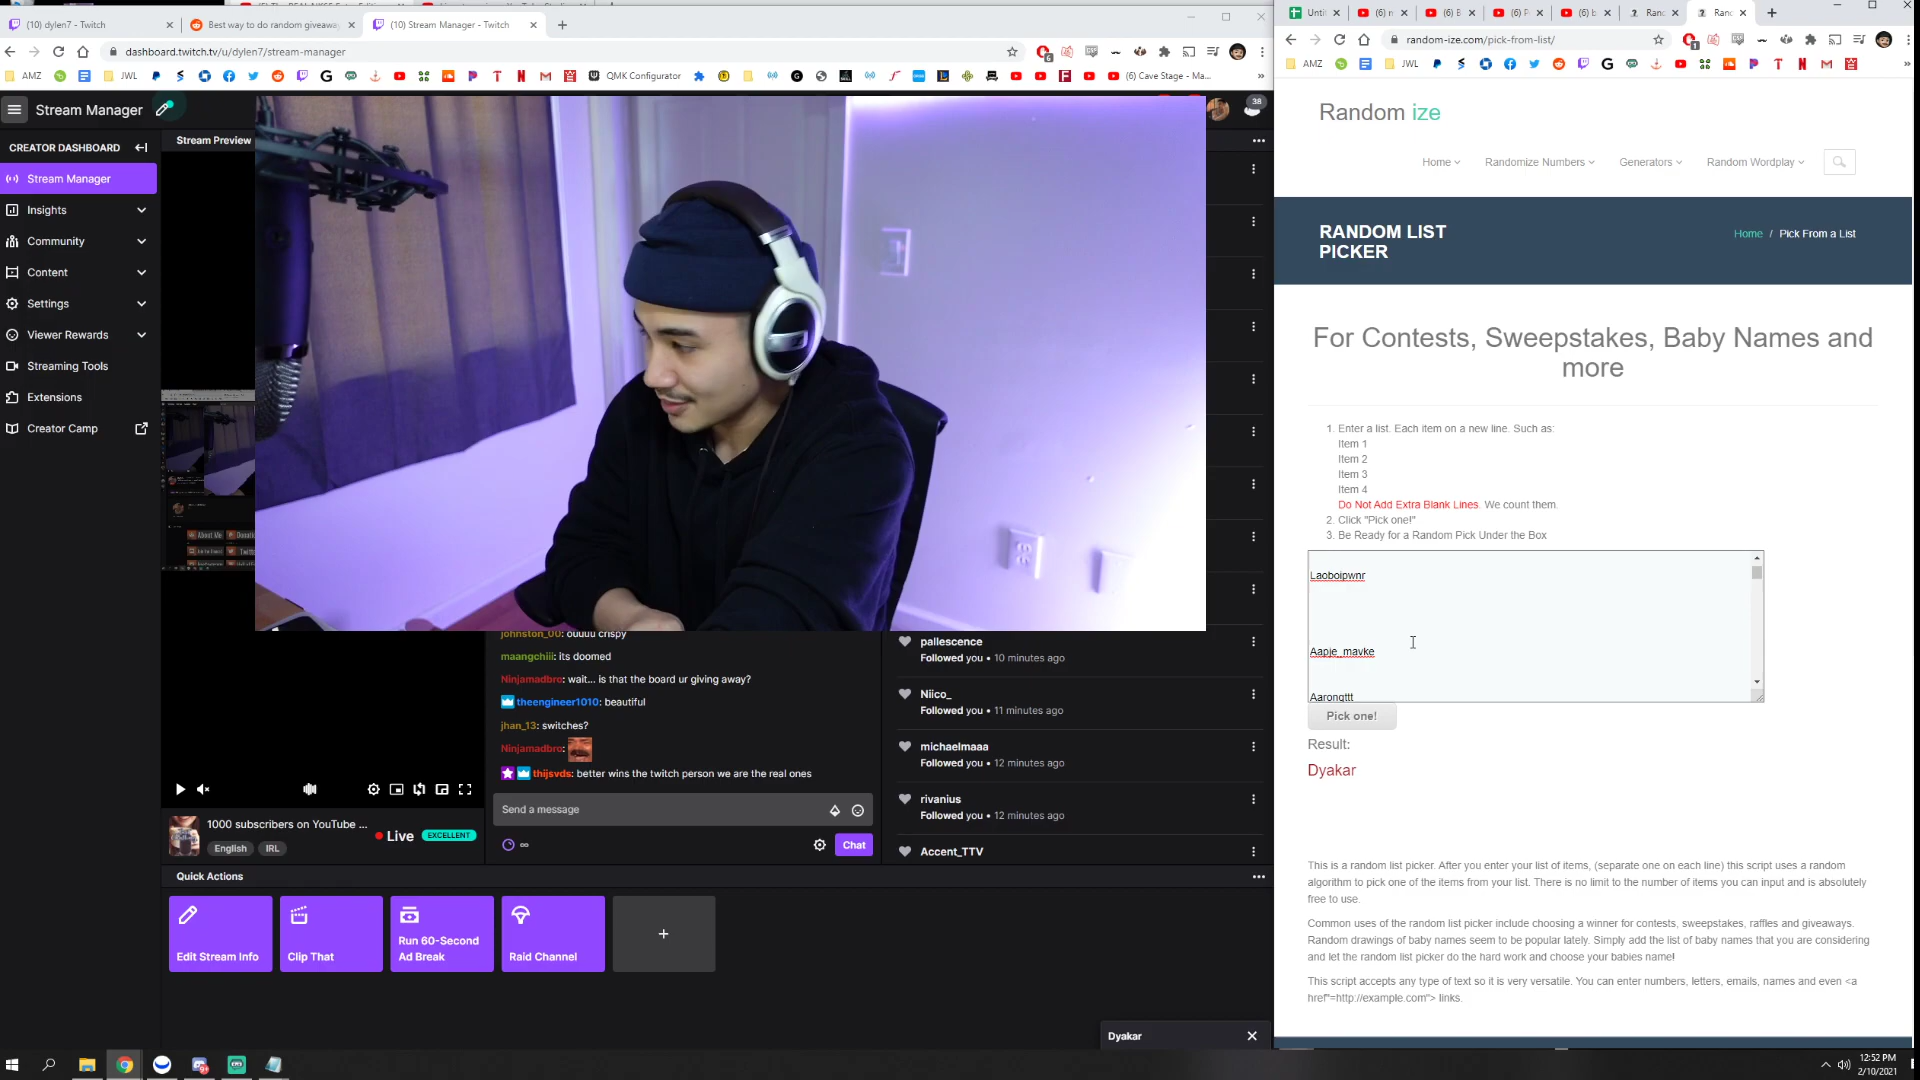 (10) dylen7 - Twitch
Best way to do random giveaway
(10) Stream Manager - Twitch
dashboard.twitch.tv/u/dylen7/stream-manager
AMZ
JWL
QMK Configurator
(6) Cave Stage - Ma...
Stream Manager
38
CREATOR DASHBOARD
Stream Manager
Insights
Community
Content
Settings
Viewer Rewards
Streaming Tools
Extensions
Creator Camp
Stream Preview
johnston_00: ouuuu crispy
maangchiii: its doomed
Ninjamadbro: wait... is that the board ur giving away?
theengineer1010: beautiful
jhan_13: switches?
Ninjamadbro:
thijsvds: better wins the twitch person we are the real ones
Send a message
Chat
pallescence
Followed you • 10 minutes ago
Niico_
Followed you • 11 minutes ago
michaelmaaa
Followed you • 12 minutes ago
rivanius
Followed you • 12 minutes ago
Accent_TTV
1000 subscribers on YouTube ...
Live
EXCELLENT
English
IRL
Quick Actions
Edit Stream Info
Clip That
Run 60-Second
Ad Break
Raid Channel
Dyakar
random-ize.com/pick-from-list/
AMZ
JWL
Random ize
Home
Randomize Numbers
Generators
Random Wordplay
RANDOM LIST
PICKER
Home / Pick From a List
For Contests, Sweepstakes, Baby Names and
more
1. Enter a list. Each item on a new line. Such as:
Item 1
Item 2
Item 3
Item 4
Do Not Add Extra Blank Lines. We count them.
2. Click "Pick one!"
3. Be Ready for a Random Pick Under the Box
Laoboipwnr
Aapje_mavke
Aarongttt
Pick one!
Result:
Dyakar
This is a random list picker. After you enter your list of items, (separate one on each line) this script uses a random
algorithm to pick one of the items from your list. There is no limit to the number of items you can input and is absolutely
free to use.
Common uses of the random list picker include choosing a winner for contests, sweepstakes, raffles and giveaways.
Random drawings of baby names seem to be popular lately. Simply add the list of baby names that you are considering
and let the random list picker do the hard work and choose your babies name!
This script accepts any type of text so it is very versatile. You can enter numbers, letters, emails, names and even <a
href"=http://example.com"> links.
12:52 PM
2/10/2021